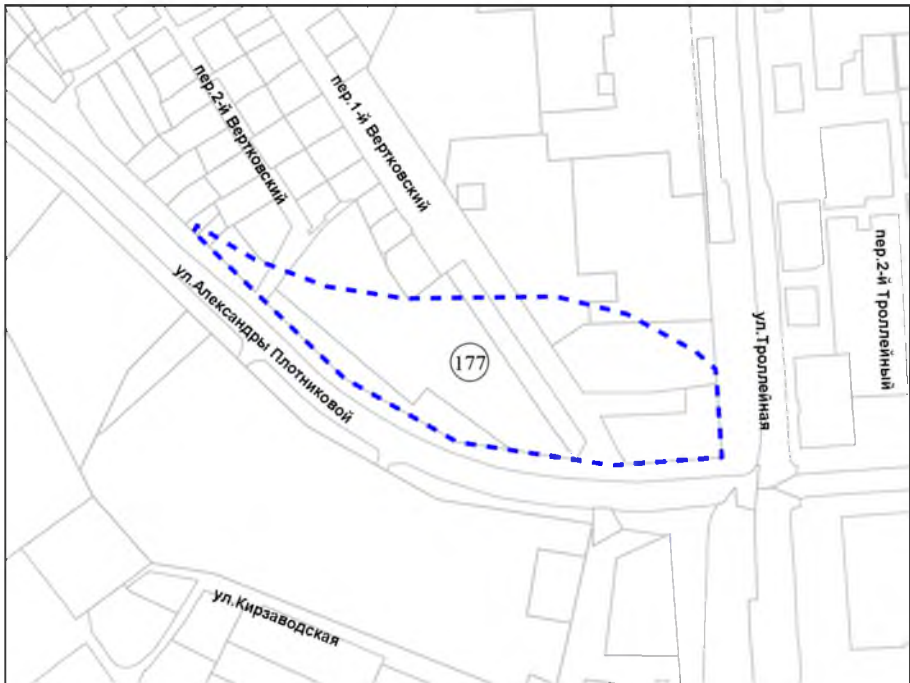 пер.2-й Вертковский
пер.1-й Вертковский
ул.Александры Плотниковой
177
ул.Троллейная
пер.2-й Троллейный
ул.Кирзаводская